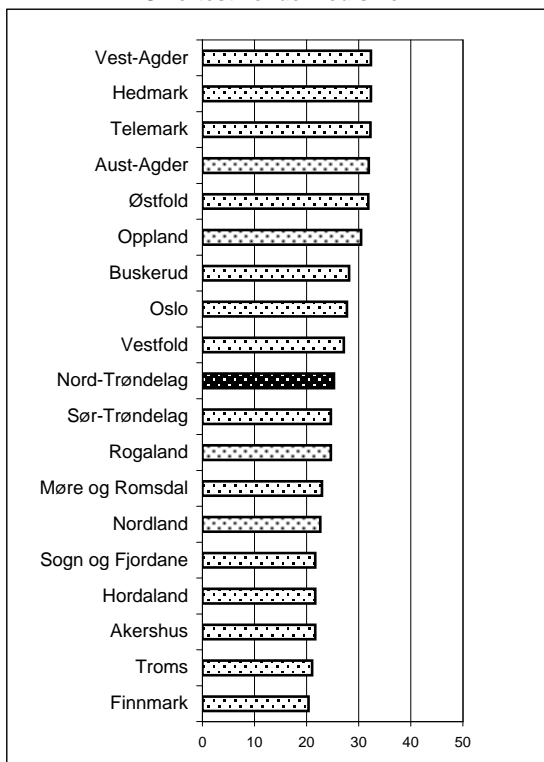 Vest-Agder
Hedmark
Telemark
Aust-Agder
Østfold
Oppland
Buskerud
Oslo
Vestfold
Nord-Trøndelag
Sør-Trøndelag
Rogaland
Møre og Romsdal
Nordland
Sogn og Fjordane
Hordaland
Akershus
Troms
Finnmark
0 10 20 30 40 50